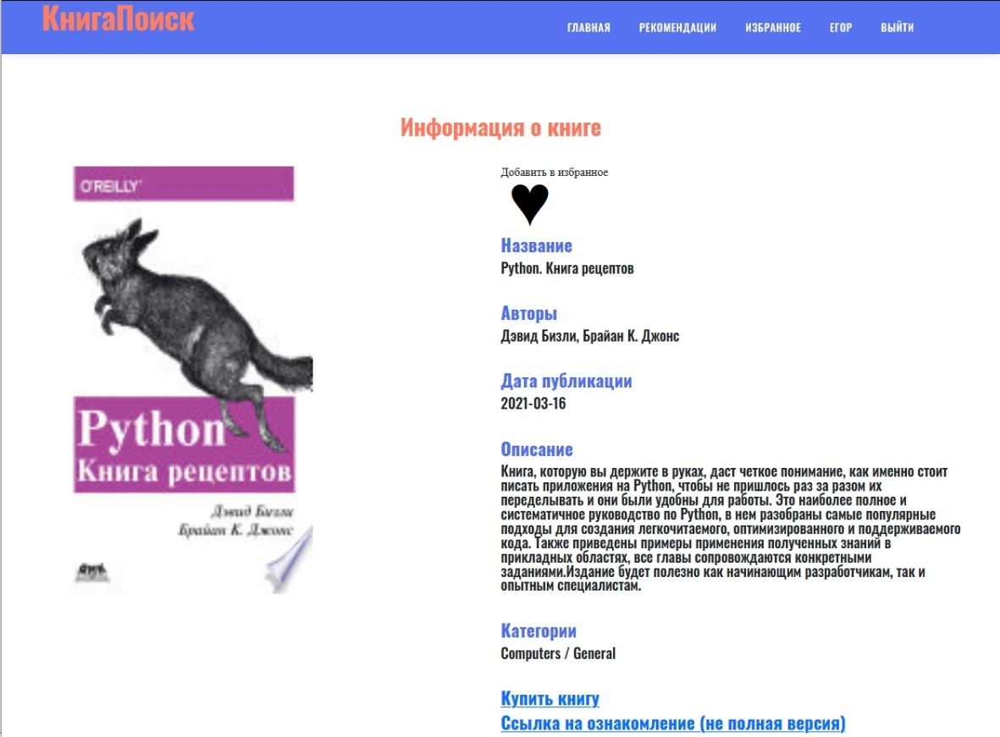 КнигаПоиск
ГЛАВНАЯ РЕКОМЕНДАЦИИ ИЗБРАННОЕ ЕГОР ВЫЙТИ
Информация о книге
O'REILLY
Python
Книга рецептов
Дэвид Бизли
Брайан К. Джонс
ДМК
Добавить в избранное
Название
Python. Книга рецептов
Авторы
Дэвид Бизли, Брайан К. Джонс
Дата публикации
2021-03-16
Описание
Книга, которую вы держите в руках, даст четкое понимание, как именно стоит
писать приложения на Python, чтобы не пришлось раз за разом их
переделывать и они были удобны для работы. Это наиболее полное и
систематичное руководство по Python, в нем разобраны самые популярные
подходы для создания легкочитаемого, оптимизированного и поддерживаемого
кода. Также приведены примеры применения полученных знаний в
прикладных областях, все главы сопровождаются конкретными
заданиями.Издание будет полезно как начинающим разработчикам, так и
опытным специалистам.
Категории
Computers / General
Купить книгу
Ссылка на ознакомление (не полная версия)